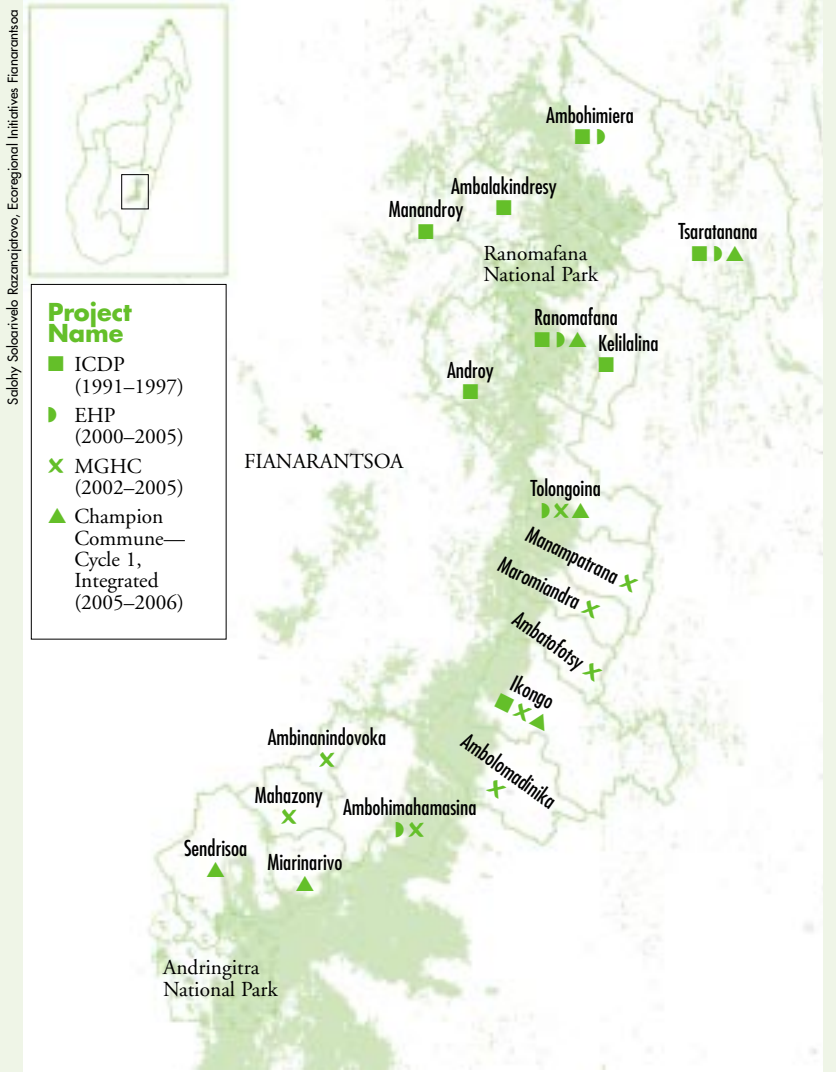 Salohy Soloarivelo Razzanajatovo, Ecoregional Initiatives Fianarantsoa
Project
Name
ICDP
(1991–1997)
EHP
(2000–2005)
MGHC
(2002–2005)
Champion
Commune—
Cycle 1,
Integrated
(2005–2006)
Ambohimiera
Ambalakindresy
Manandroy
Tsaratanana
Ranomafana
National Park
Ranomafana
Kelilalina
Androy
FIANARANTSOA
Tolongoina
Manampatrana
Maromiandra
Ambatofotsy
Ikongo
Ambolomadinika
Ambinanindovoka
Mahazony
Ambohimahamasina
Sendrisoa
Miarinarivo
Andringitra
National Park